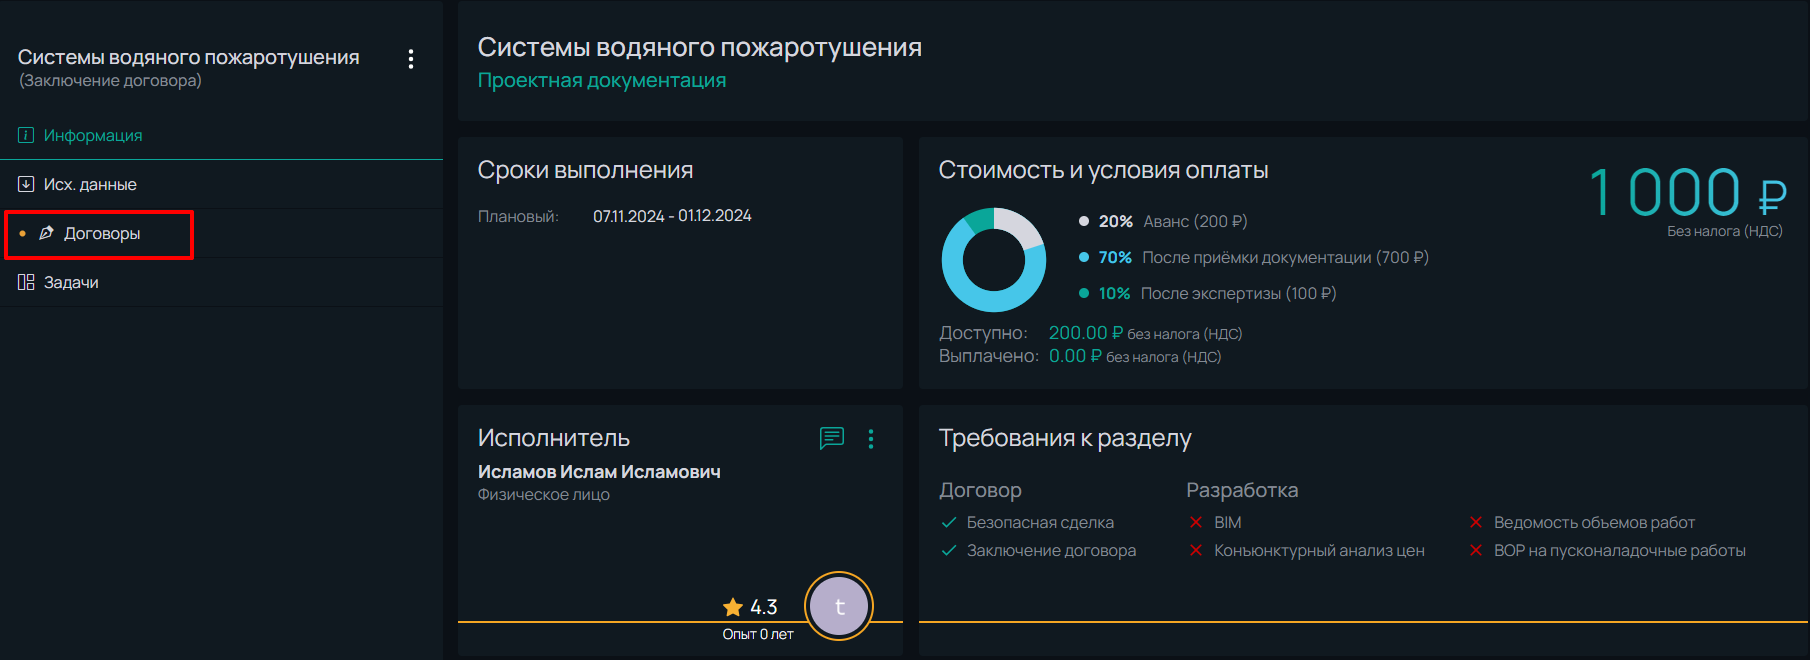 Системы водяного пожаротушения
(Заключение договора)
Информация
Исх. данные
Договоры
Задачи
Системы водяного пожаротушения
Проектная документация
Сроки выполнения
Плановый: 07.11.2024 - 01.12.2024
Стоимость и условия оплаты
1 000 ₽
Без налога (НДС)
20% Аванс (200 ₽)
70% После приёмки документации (700 ₽)
10% После экспертизы (100 ₽)
Доступно: 200.00 ₽ без налога (НДС)
Выплачено: 0.00 ₽ без налога (НДС)
Исполнитель
Исламов Ислам Исламович
Физическое лицо
4.3
Опыт 0 лет
t
Требования к разделу
Договор
Безопасная сделка
Заключение договора
Разработка
BIM
Конъюнктурный анализ цен
Ведомость объемов работ
ВОР на пусконаладочные работы